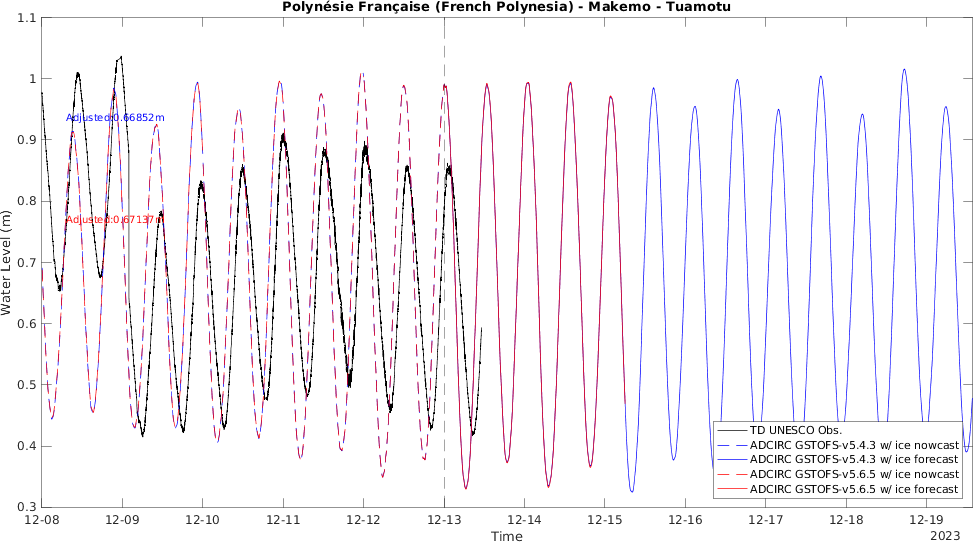 Polynésie Française (French Polynesia) - Makemo - Tuamotu
1.1
1
0.9
0.8
0.7
0.6
0.5
0.4
0.3
Water Level (m)
Adjusted:0.66852m
Adjusted:0.67137m
TD UNESCO Obs.
ADCIRC GSTOFS-v5.4.3 w/ ice nowcast
ADCIRC GSTOFS-v5.4.3 w/ ice forecast
ADCIRC GSTOFS-v5.6.5 w/ ice nowcast
ADCIRC GSTOFS-v5.6.5 w/ ice forecast
12-08 12-09 12-10 12-11 12-12 12-13 12-14 12-15 12-16 12-17 12-18 12-19
Time
2023